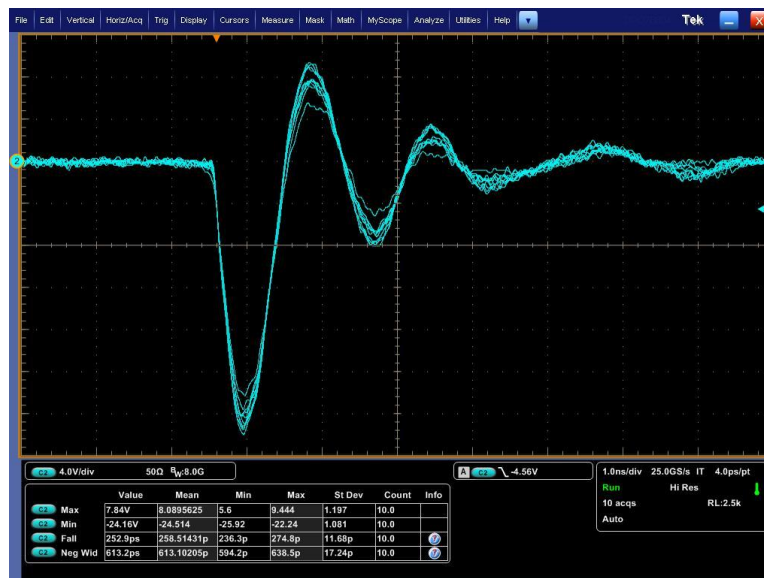 File Edit Vertical Horiz/Acq Trig Display Cursors Measure Mask Math MyScope Analyze Utilities Help Tek X
2
C2 4.0V/div 50Ω BW:8.0G
A C2 -4.56V
1.0ns/div 25.0GS/s IT 4.0ps/pt
Run Hi Res
10 acqs RL:2.5k
Auto
Value Mean Min Max St Dev Count Info
C2 Max 7.84V 8.0895625 5.6 9.444 1.197 10.0
C2 Min -24.16V -24.514 -25.92 -22.24 1.081 10.0
C2 Fall 252.9ps 258.51431p 236.3p 274.8p 11.68p 10.0
C2 Neg Wid 613.2ps 613.10205p 594.2p 638.5p 17.24p 10.0